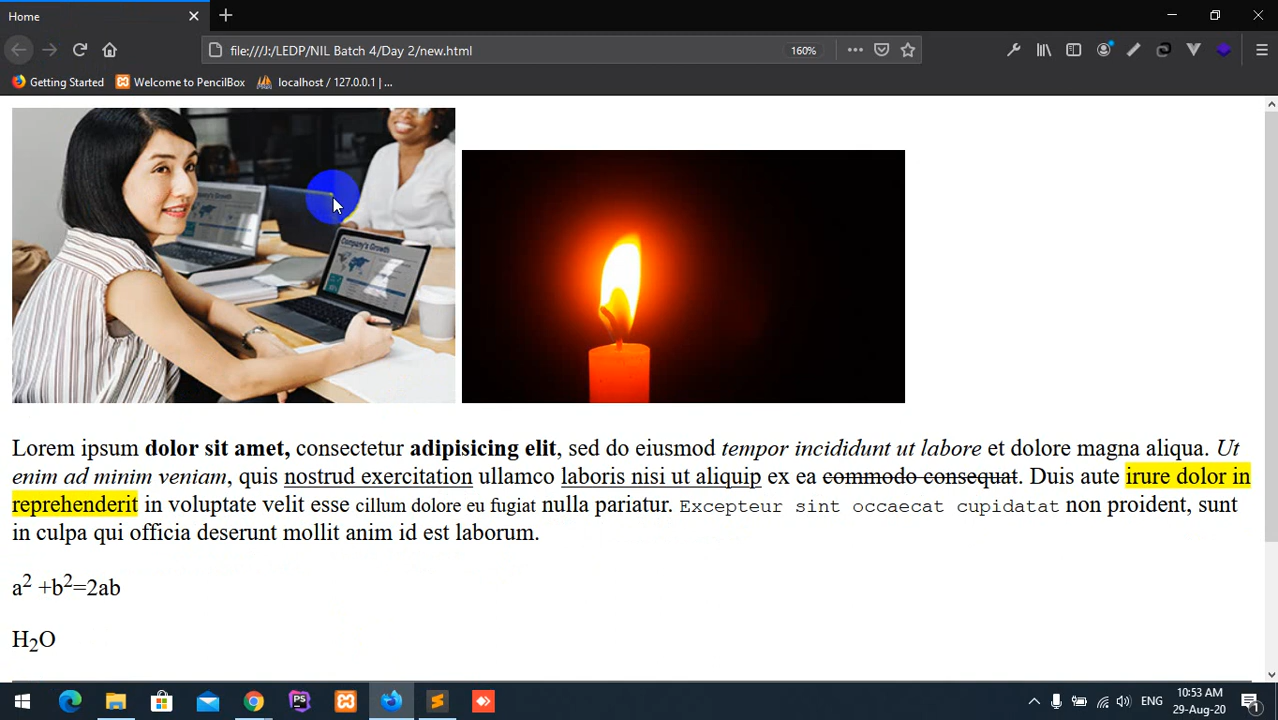 Home
file:///J:/LEDP/NIL Batch 4/Day 2/new.html
160%
Getting Started
Welcome to PencilBox
localhost / 127.0.0.1 | ...
Company's Growth
Lorem ipsum dolor sit amet, consectetur adipisicing elit, sed do eiusmod tempor incididunt ut labore et dolore magna aliqua. Ut
enim ad minim veniam, quis nostrud exercitation ullamco laboris nisi ut aliquip ex ea commodo consequat. Duis aute irure dolor in
reprehenderit in voluptate velit esse cillum dolore eu fugiat nulla pariatur. Excepteur sint occaecat cupidatat non proident, sunt
in culpa qui officia deserunt mollit anim id est laborum.
a² +b²=2ab
H₂O
PS
ENG
10:53 AM
29-Aug-20
1